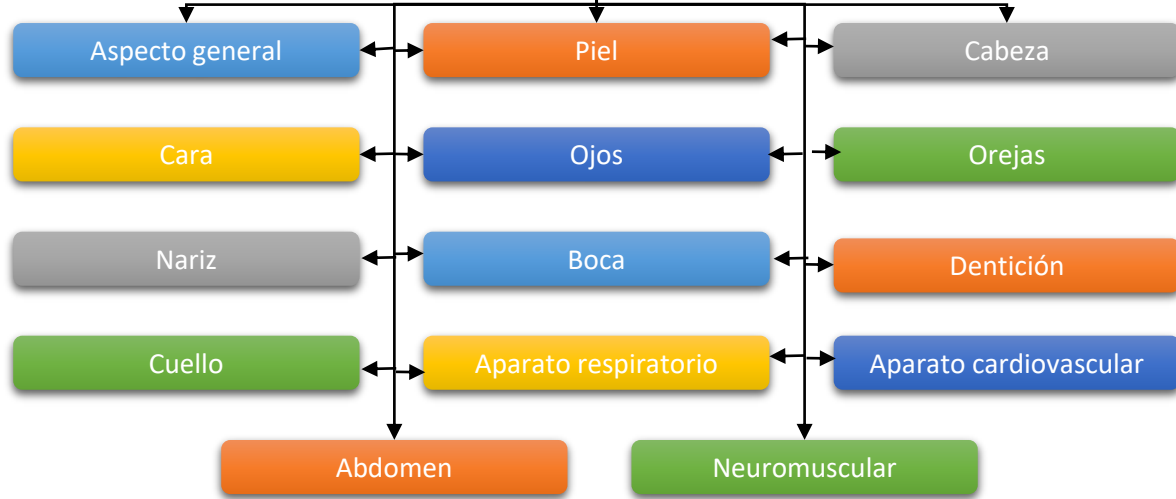 Aspecto general
Piel
Cabeza
Cara
Ojos
Orejas
Nariz
Boca
Dentición
Cuello
Aparato respiratorio
Aparato cardiovascular
Abdomen
Neuromuscular